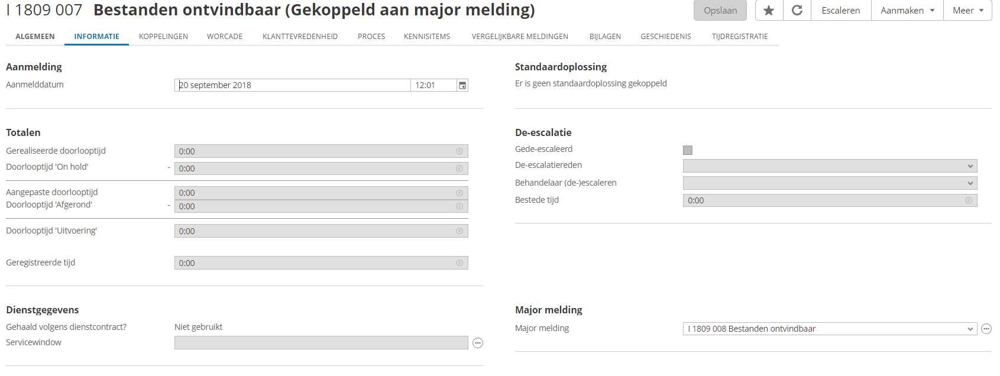 I 1809 007 Bestanden ontvindbaar (Gekoppeld aan major melding)
Opslaan Escaleren Aanmaken Meer
ALGEMEEN INFORMATIE KOPPELINGEN WORCADE KLANTTEVREDENHEID PROCES KENNISITEMS VERGELIJKBARE MELDINGEN BIJLAGEN GESCHIEDENIS TIJDREGISTRATIE
Aanmelding
Aanmelddatum 20 september 2018 12:01
Standaardoplossing
Er is geen standaardoplossing gekoppeld
Totalen
Gerealiseerde doorlooptijd 0:00
Doorlooptijd 'On hold' - 0:00
Aangepaste doorlooptijd 0:00
Doorlooptijd 'Afgerond' - 0:00
Doorlooptijd 'Uitvoering' 0:00
Geregistreerde tijd 0:00
De-escalatie
Gede-escaleerd
De-escalatiereden
Behandelaar (de-)escaleren
Bestede tijd 0:00
Dienstgegevens
Gehaald volgens dienstcontract? Niet gebruikt
Servicewindow
Major melding
Major melding I 1809 008 Bestanden ontvindbaar